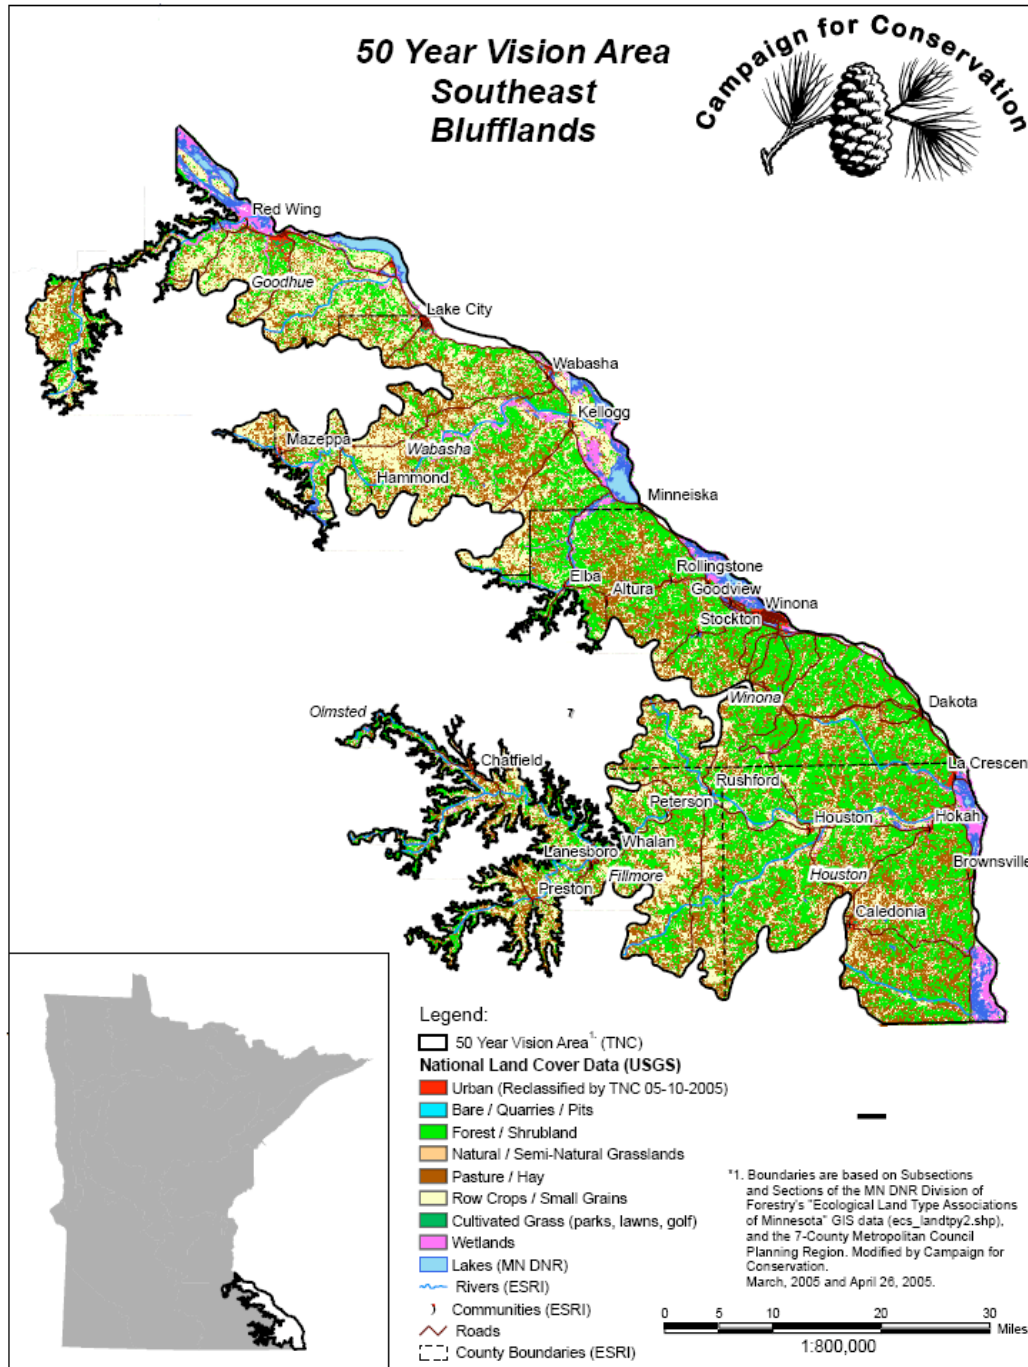 50 Year Vision Area
Southeast
Blufflands
Campaign for Conservation
Red Wing
Goodhue
Lake City
Wabasha
Kellogg
Mazeppa
Wabasha
Hammond
Minneiska
Rollingstone
Elba
Altura
Goodview
Winona
Stockton
Winona
Dakota
Olmsted
Chatfield
La Crescen
Rushford
Peterson
Houston
Hokah
Whalan
Lanesboro
Brownsville
Fillmore
Houston
Preston
Caledonia
Legend:
50 Year Vision Area*1. (TNC)
National Land Cover Data (USGS)
Urban (Reclassified by TNC 05-10-2005)
Bare / Quarries / Pits
Forest / Shrubland
Natural / Semi-Natural Grasslands
Pasture / Hay
Row Crops / Small Grains
Cultivated Grass (parks, lawns, golf)
Wetlands
Lakes (MN DNR)
Rivers (ESRI)
Communities (ESRI)
Roads
County Boundaries (ESRI)
*1. Boundaries are based on Subsections
and Sections of the MN DNR Division of
Forestry's "Ecological Land Type Associations
of Minnesota" GIS data (ecs_landtpy2.shp),
and the 7-County Metropolitan Council
Planning Region. Modified by Campaign for
Conservation.
March, 2005 and April 26, 2005.
0 5 10 20 30
Miles
1:800,000